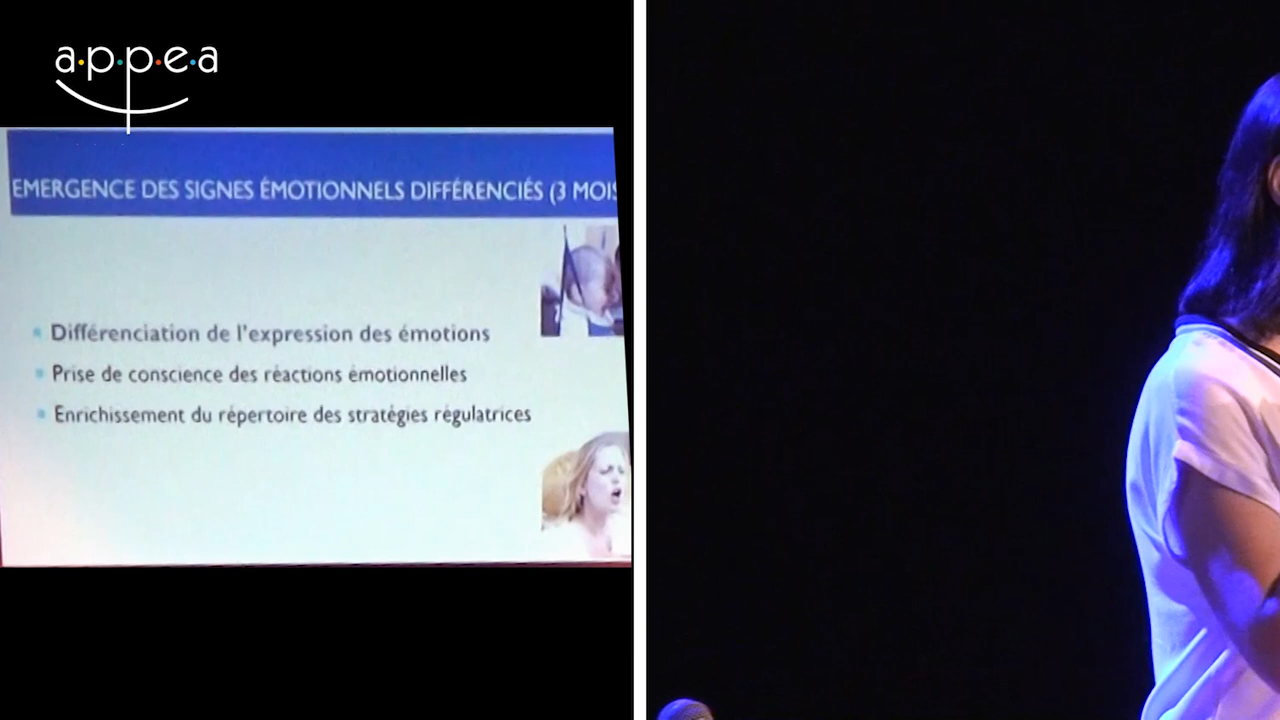 a.p.p.e.a
EMERGENCE DES SIGNES ÉMOTIONNELS DIFFÉRENCIÉS (3 MOIS
Différenciation de l'expression des émotions
Prise de conscience des réactions émotionnelles
Enrichissement du répertoire des stratégies régulatrices